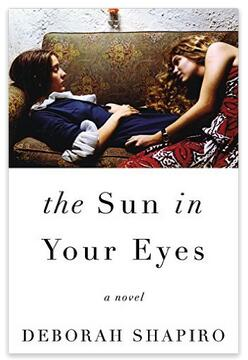 the Sun in
Your Eyes
a novel
DEBORAH SHAPIRO